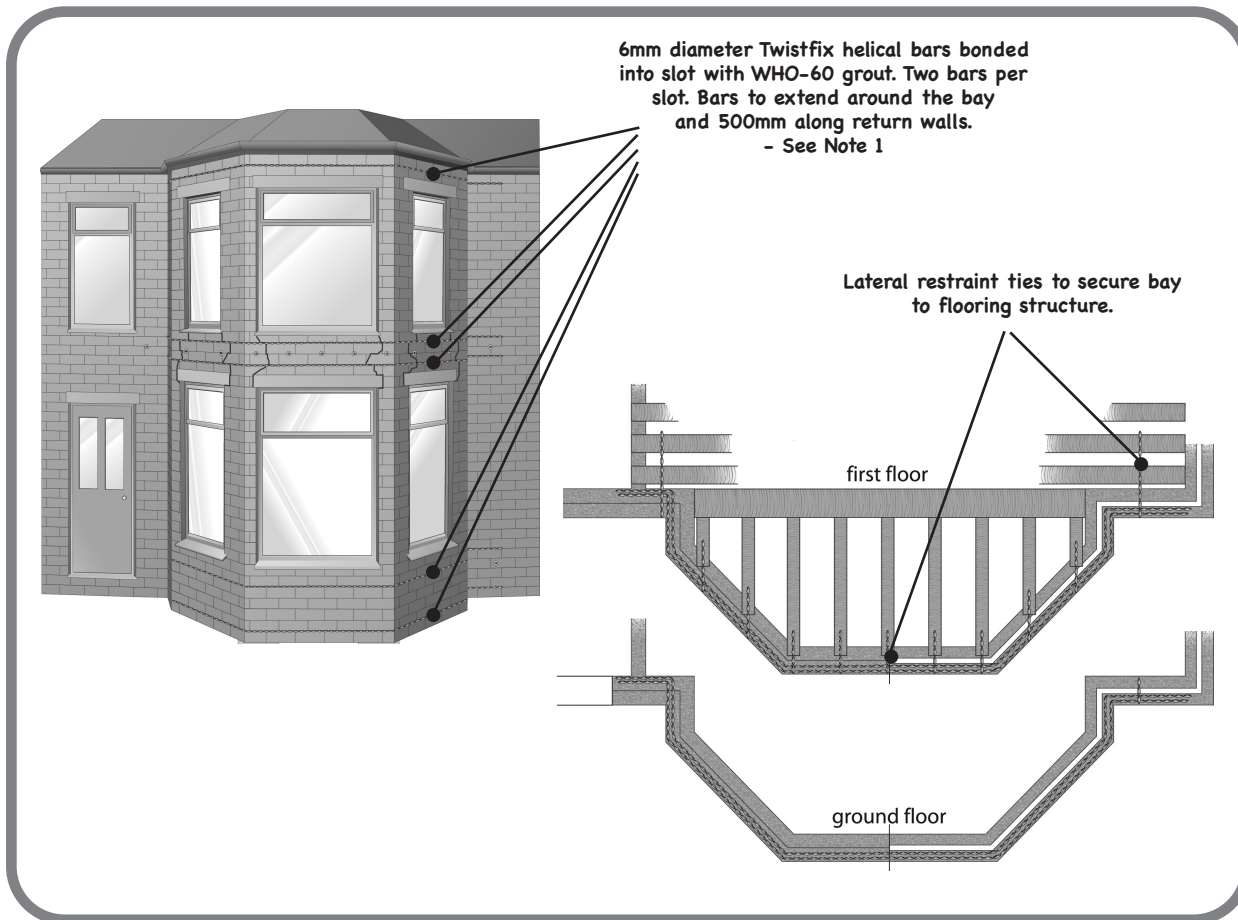 6mm diameter Twistfix helical bars bonded
into slot with WHO-60 grout. Two bars per
slot. Bars to extend around the bay
and 500mm along return walls.
- See Note 1
Lateral restraint ties to secure bay
to flooring structure.
first floor
ground floor